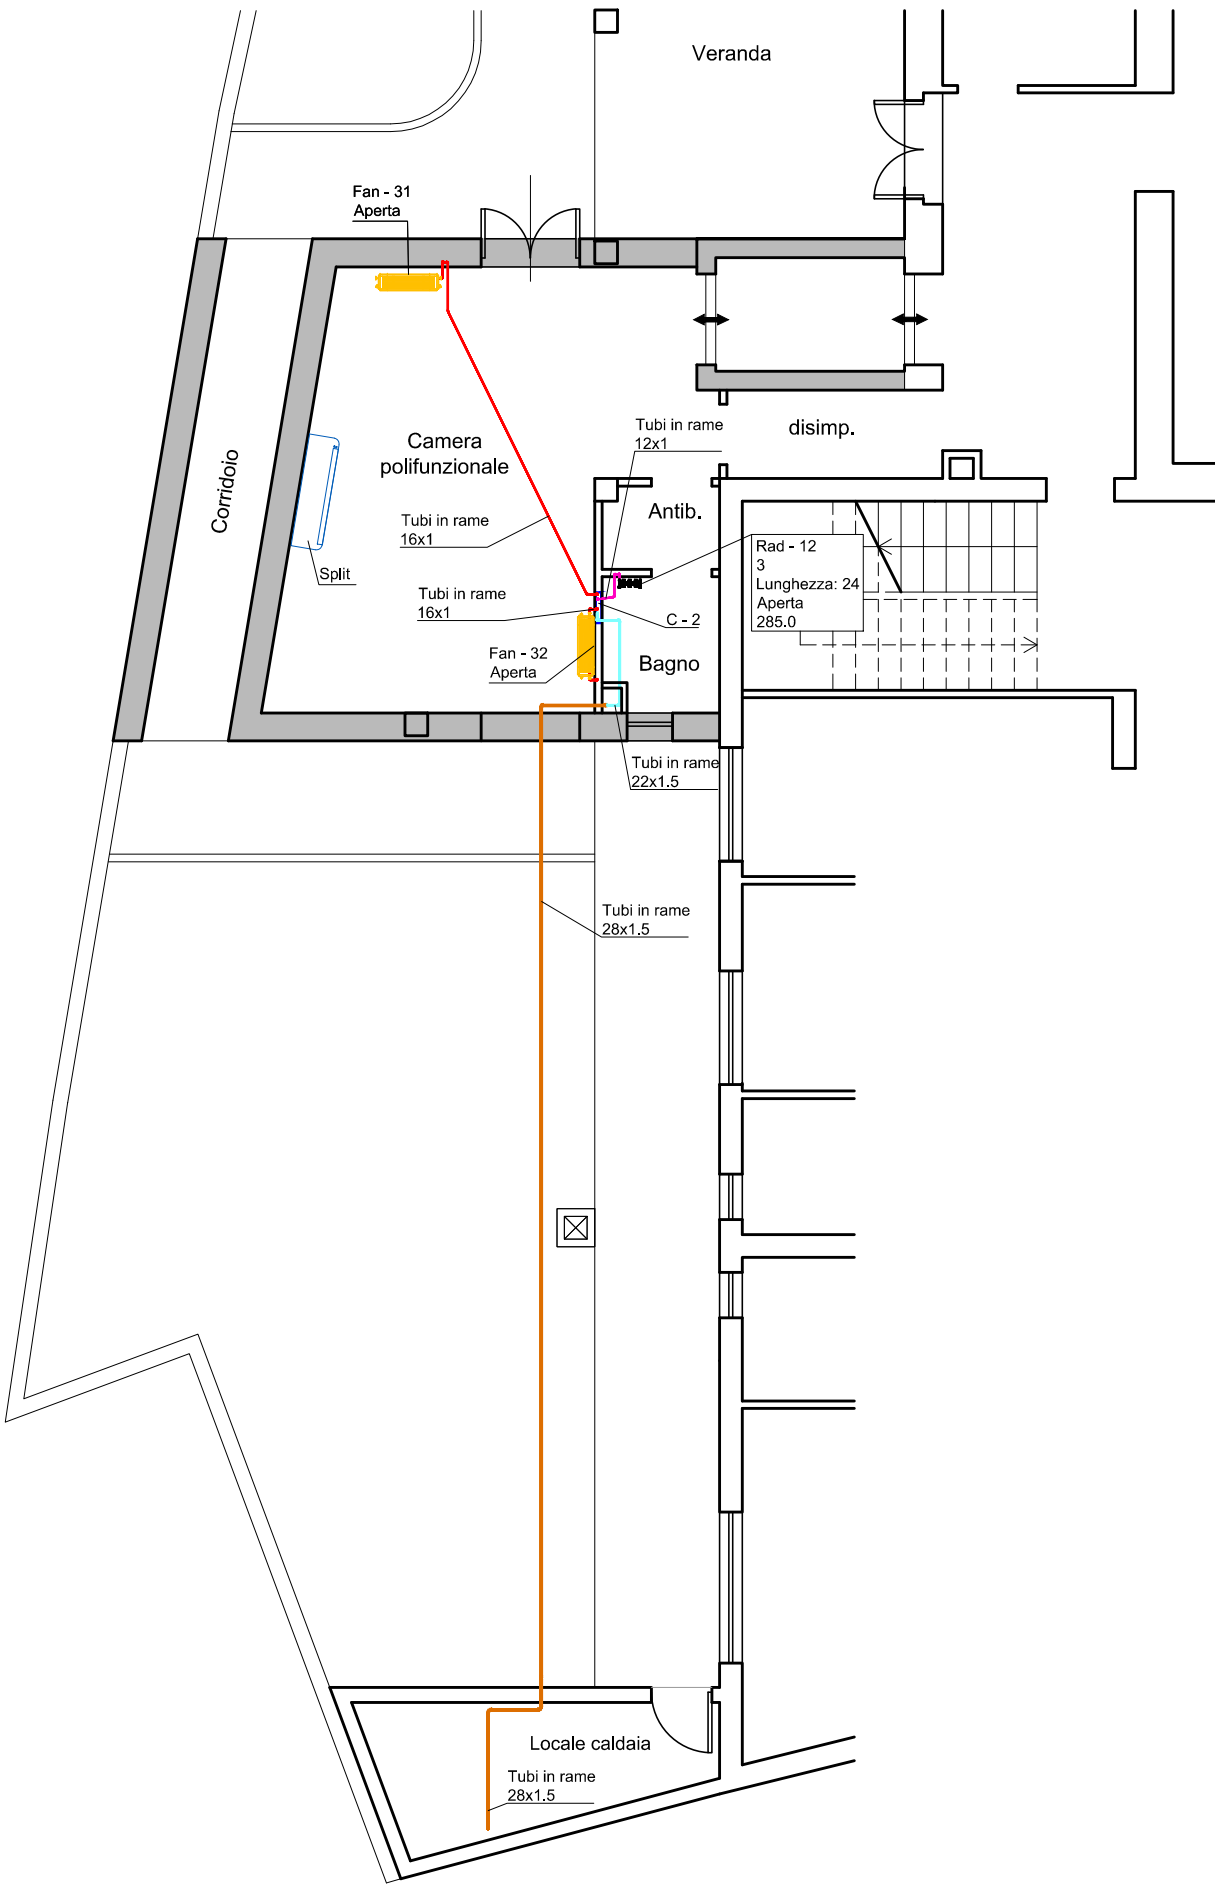 Veranda
Fan - 31
Aperta
Tubi in rame
12x1
disimp.
Camera
polifunzionale
Corridoio
Antib.
Tubi in rame
16x1
Split
Rad - 12
3
Lunghezza: 24
Aperta
285.0
Tubi in rame
16x1
C - 2
Fan - 32
Aperta
Bagno
Tubi in rame
22x1.5
Tubi in rame
28x1.5
Locale caldaia
Tubi in rame
28x1.5